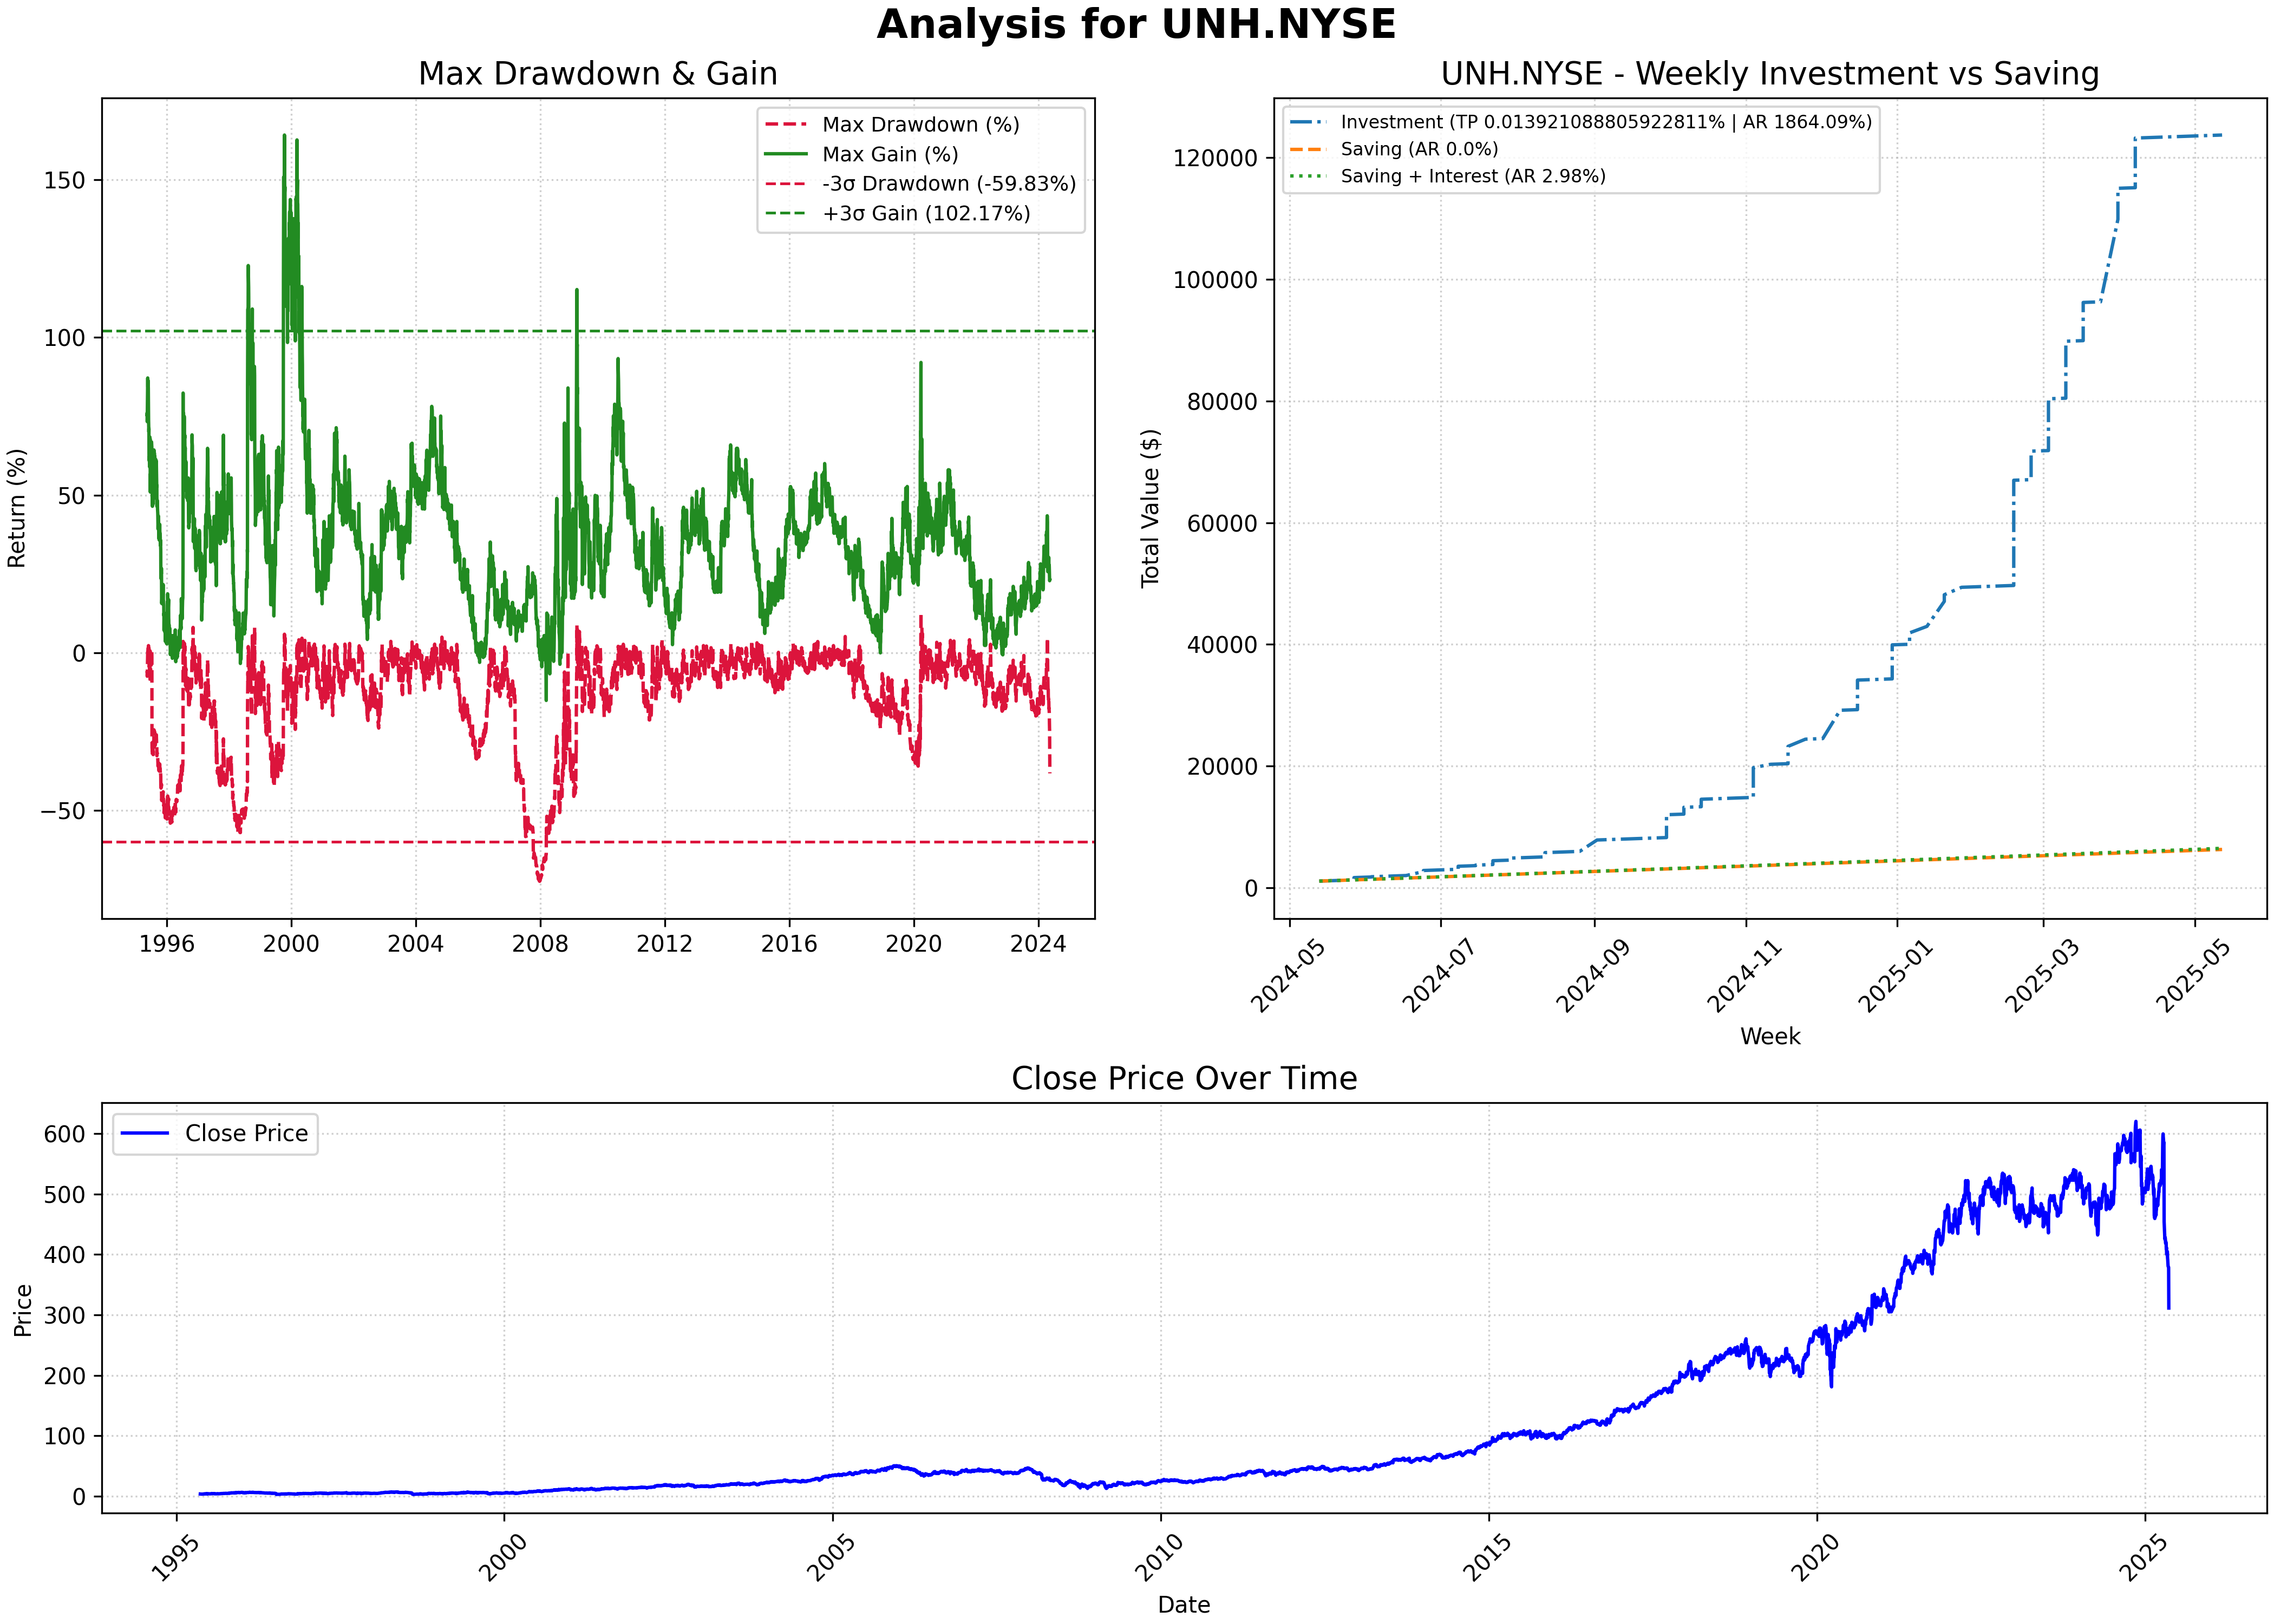 Analysis for UNH.NYSE
Max Drawdown & Gain
Max Drawdown (%)
Max Gain (%)
-3σ Drawdown (-59.83%)
+3σ Gain (102.17%)
Return (%)
150
100
50
0
−50
1996
2000
2004
2008
2012
2016
2020
2024
UNH.NYSE - Weekly Investment vs Saving
Investment (TP 0.013921088805922811% | AR 1864.09%)
Saving (AR 0.0%)
Saving + Interest (AR 2.98%)
Total Value ($)
120000
100000
80000
60000
40000
20000
0
2024-05
2024-07
2024-09
2024-11
2025-01
2025-03
2025-05
Week
Close Price Over Time
Close Price
Price
600
500
400
300
200
100
0
1995
2000
2005
2010
2015
2020
2025
Date